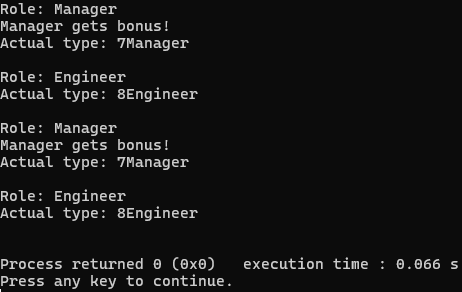 Role: Manager
Manager gets bonus!
Actual type: 7Manager

Role: Engineer
Actual type: 8Engineer

Role: Manager
Manager gets bonus!
Actual type: 7Manager

Role: Engineer
Actual type: 8Engineer


Process returned 0 (0x0)   execution time : 0.066 s
Press any key to continue.